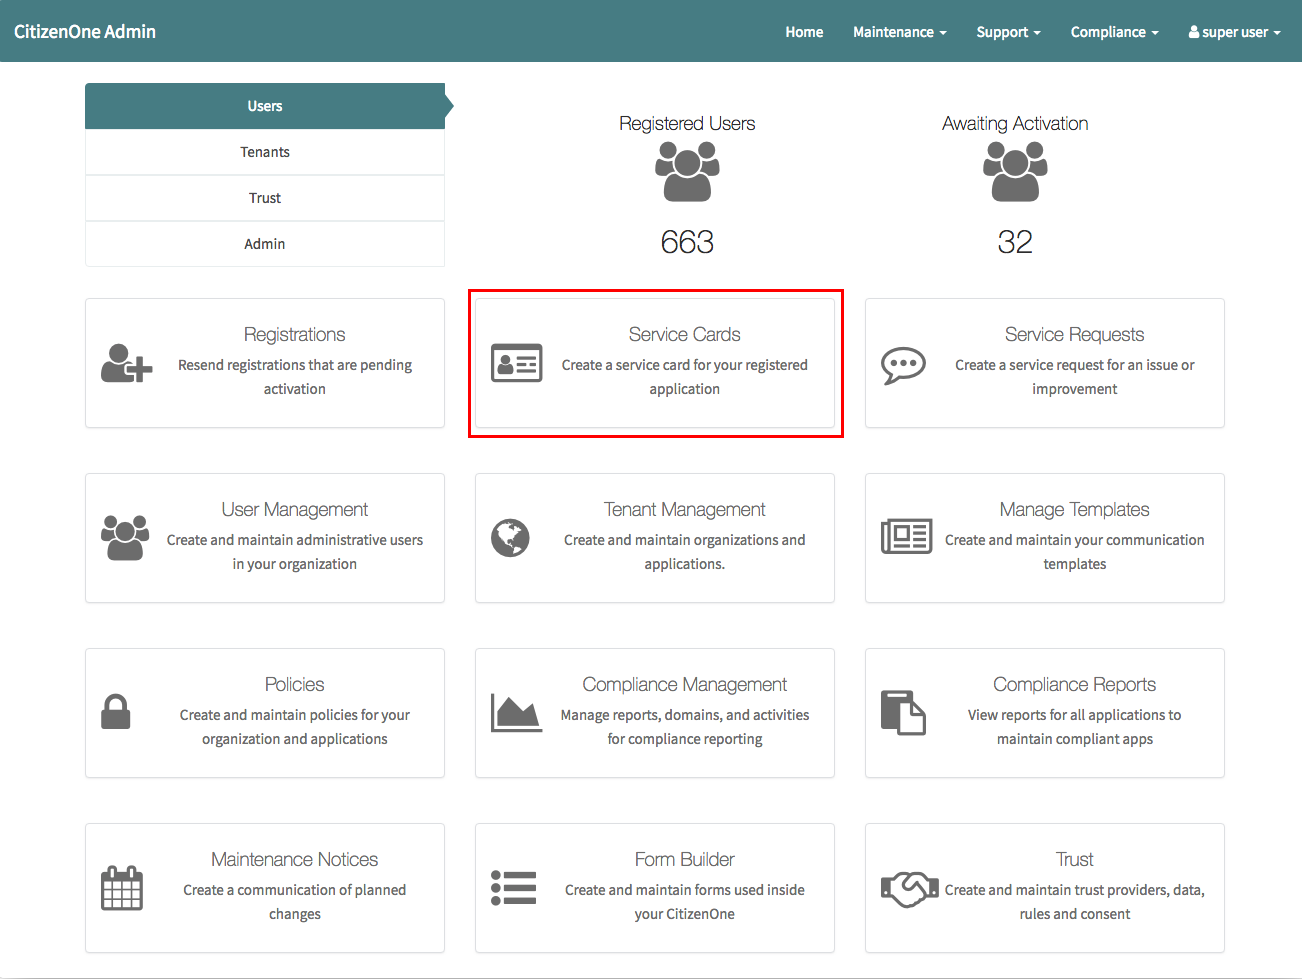 CitizenOne Admin
Home
Maintenance
Support
Compliance
super user
Users
Tenants
Trust
Admin
Registered Users
663
Awaiting Activation
32
Registrations
Resend registrations that are pending
activation
Service Cards
Create a service card for your registered
application
Service Requests
Create a service request for an issue or
improvement
User Management
Create and maintain administrative users
in your organization
Tenant Management
Create and maintain organizations and
applications.
Manage Templates
Create and maintain your communication
templates
Policies
Create and maintain policies for your
organization and applications
Compliance Management
Manage reports, domains, and activities
for compliance reporting
Compliance Reports
View reports for all applications to
maintain compliant apps
Maintenance Notices
Create a communication of planned
changes
Form Builder
Create and maintain forms used inside
your CitizenOne
Trust
Create and maintain trust providers, data,
rules and consent